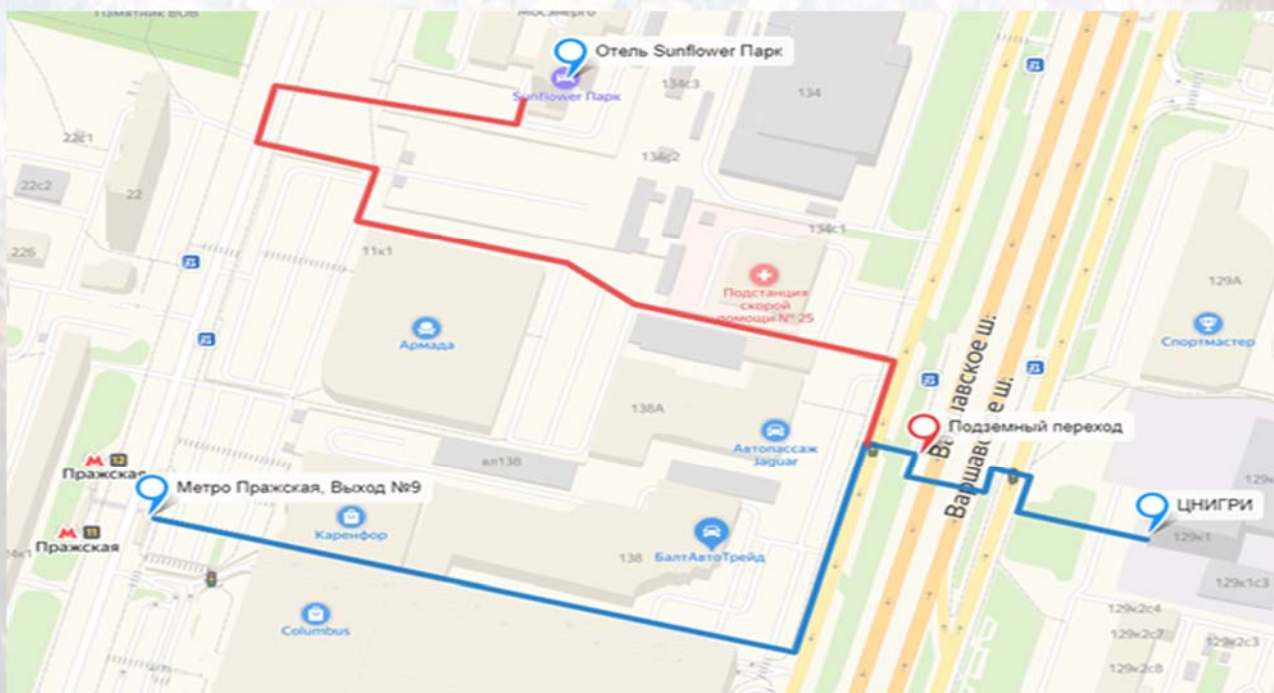 Памятник ВОВ
Мосэнерго
Отель Sunflower Парк
Sunflower Парк
134с3
134
22с1
134с2
22с2
22
134с1
22Б
11к1
129А
Подстанция
скорой
помощи № 25
Армада
Спортмастер
Варшавское ш.
138А
Подземный переход
Автопассаж
Jaguar
Варшавское ш.
12
Пражская
вл138
Метро Пражская, Выход №9
ЦНИГРИ
11
Пражская
Каренфор
138
БалтАвтоТрейд
129к1
129к1с3
Columbus
129к2с4
129к2с7
129к2с3
129к2с8